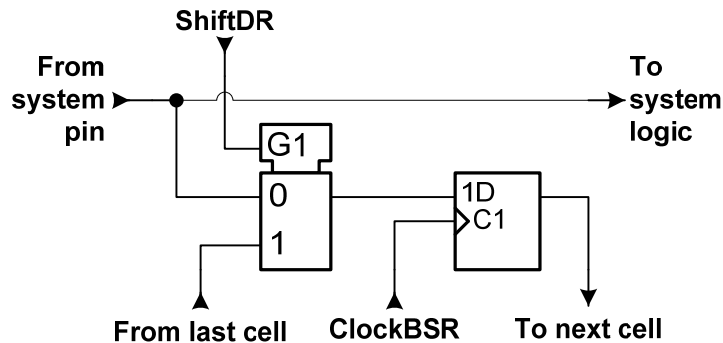 ShiftDR
From
system
pin
To
system
logic
G1
0
1
1D
C1
From last cell
ClockBSR
To next cell